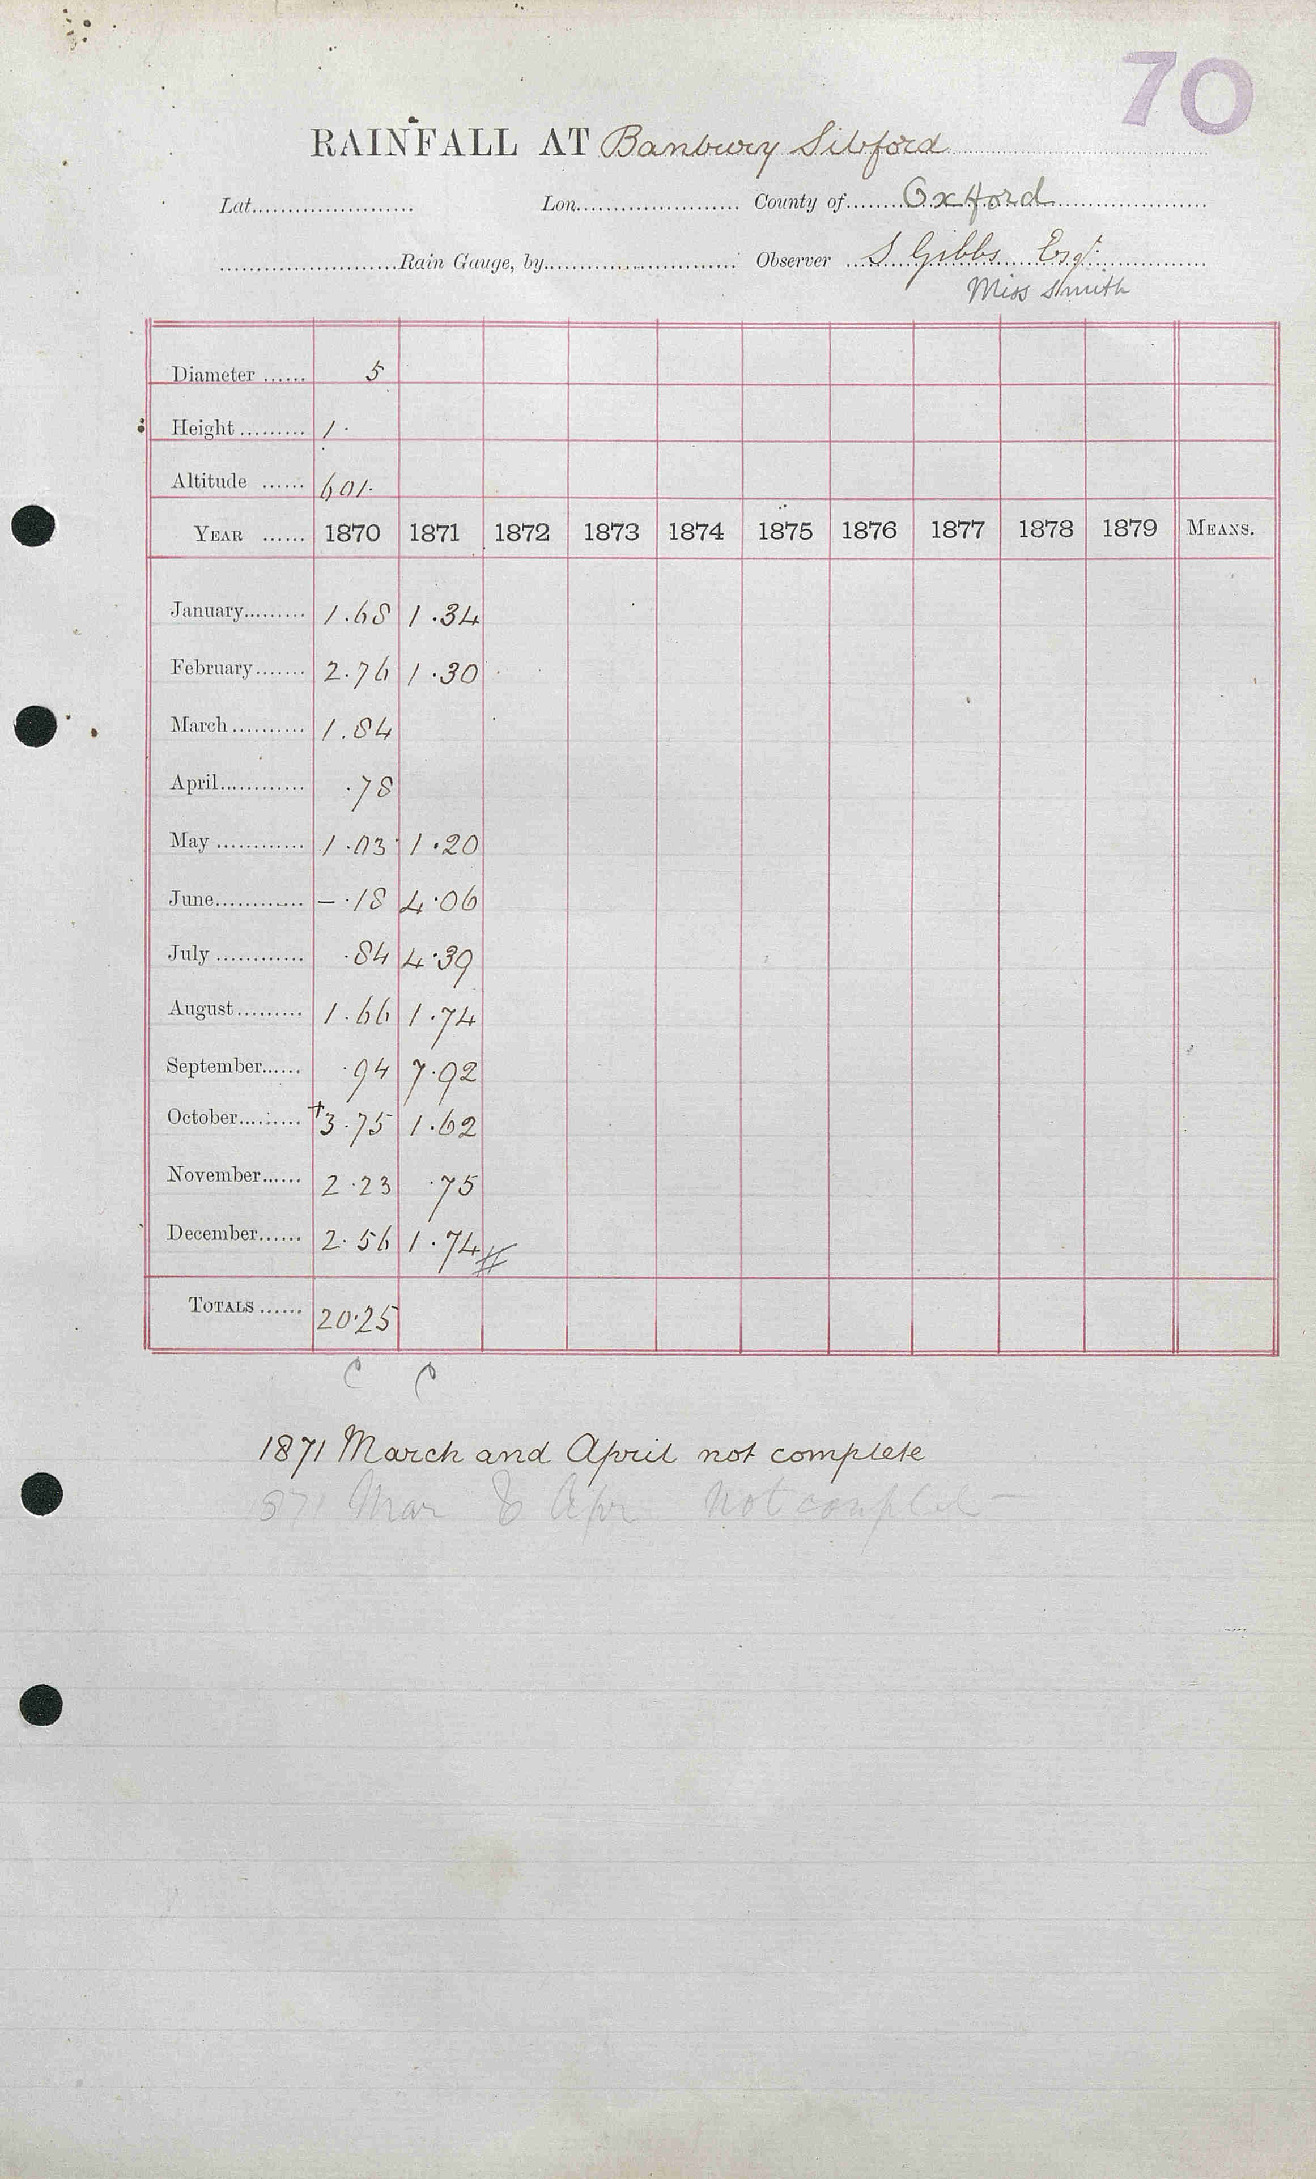 70
RAINFALL AT Banbury Sibford
Lat. Lon. County of Oxford
Rain Gauge, by Observer S Gibbs Esqr
Miss Smith
Diameter 5
Height 1.
Altitude 601.
YEAR 1870 1871 1872 1873 1874 1875 1876 1877 1878 1879 MEANS.
January 1.68 1.34
February 2.76 1.30
March 1.84
April .78
May 1.03 1.20
June – .18 4.06
July .84 4.39
August 1.66 1.74
September .94 7.92
October +3.75 1.62
November 2.23 .75
December 2.56 1.74
TOTALS 20.25
1871 March and April not complete
1871 Mar & Apr Not complete